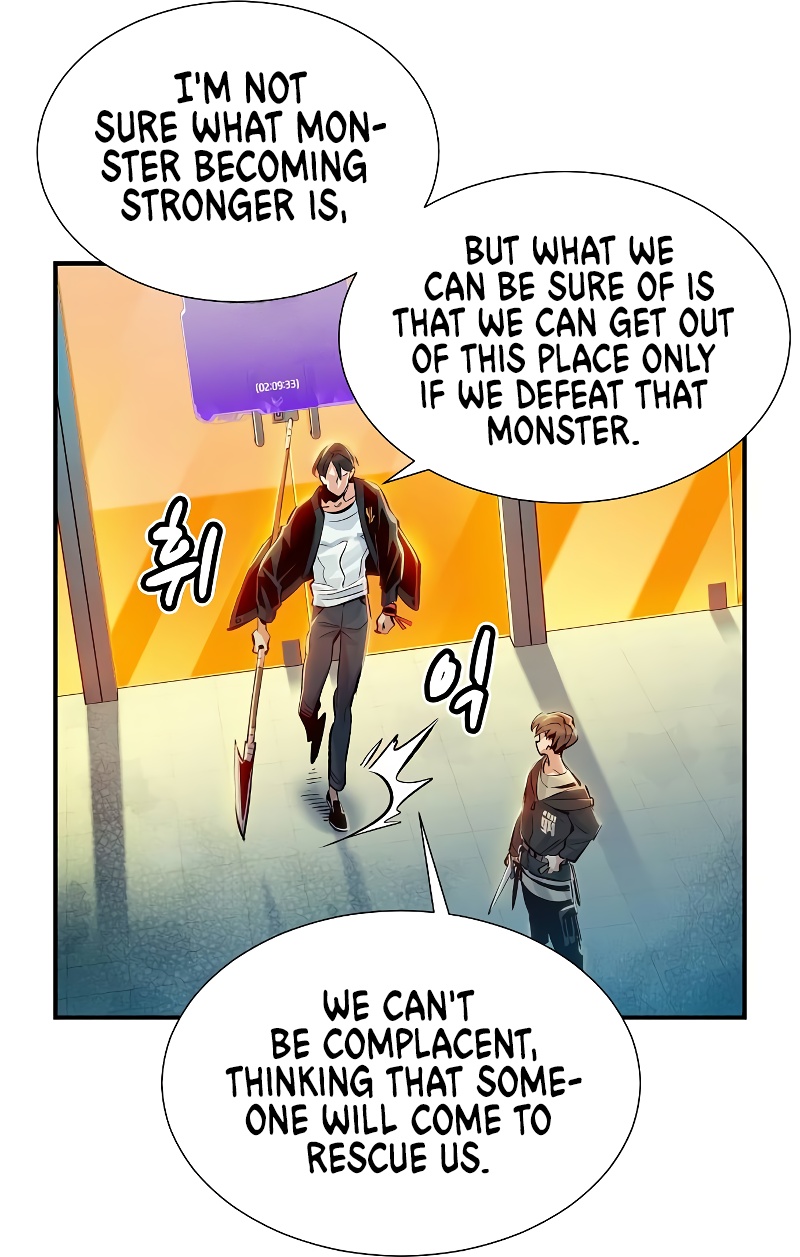 I'M NOT
SURE WHAT MON-
STER BECOMING
STRONGER IS,
BUT WHAT WE
CAN BE SURE OF IS
THAT WE CAN GET OUT
OF THIS PLACE ONLY
IF WE DEFEAT THAT
MONSTER.
(02:09:33)
휘
익
WE CAN'T
BE COMPLACENT,
THINKING THAT SOME-
ONE WILL COME TO
RESCUE US.